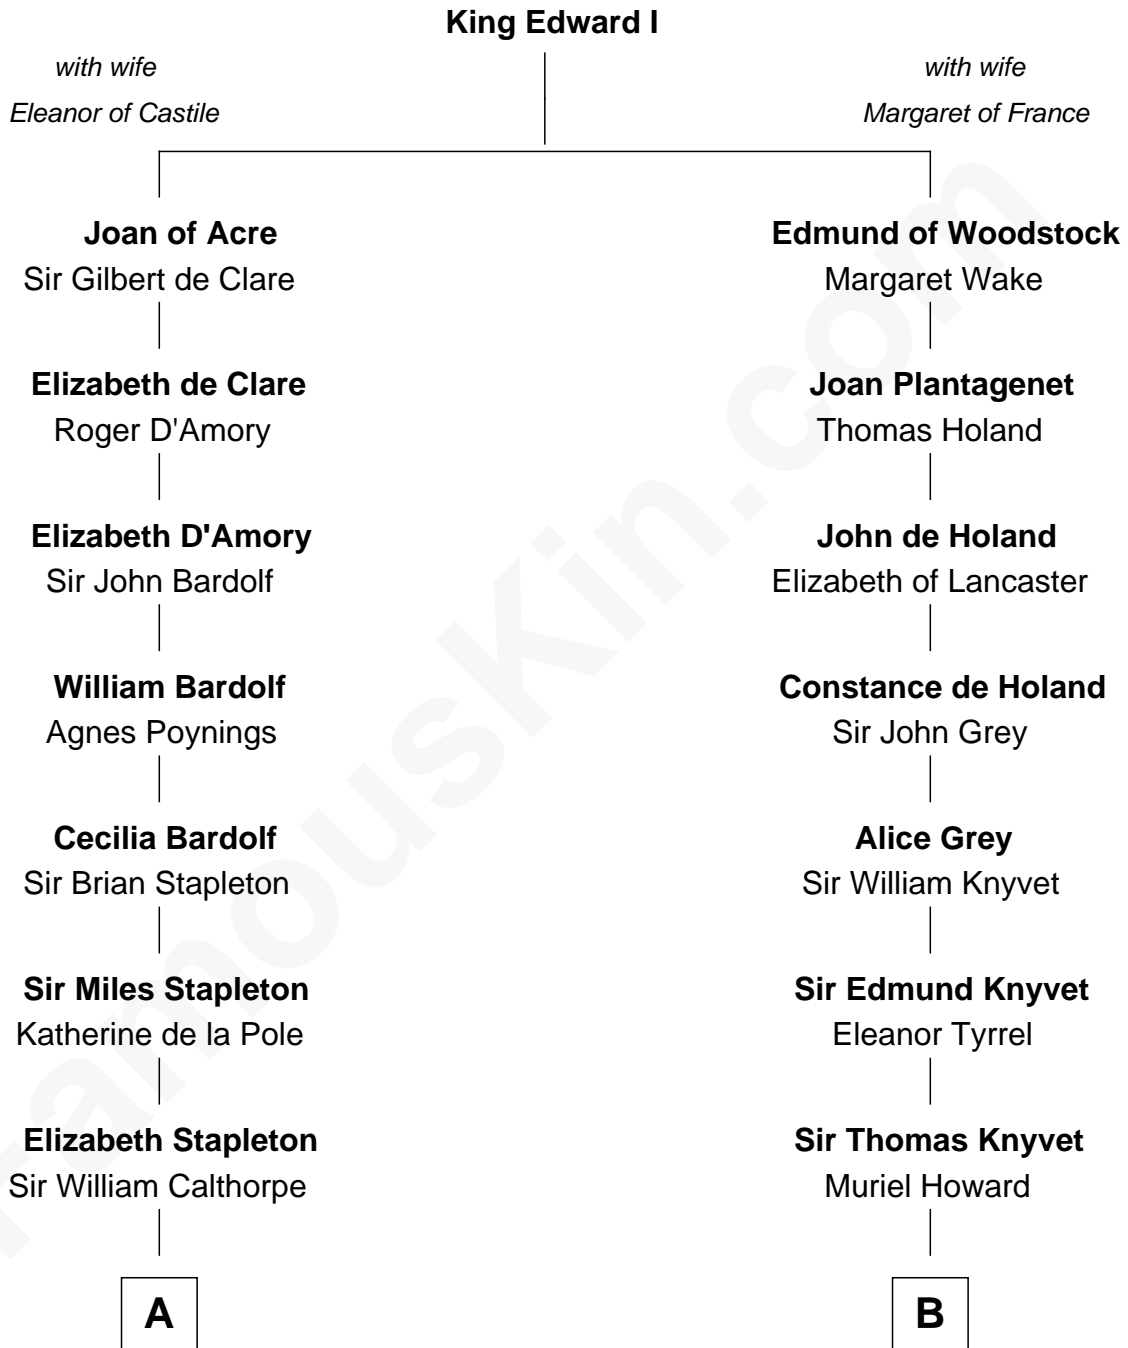 King Edward I
with wife
Eleanor of Castile
with wife
Margaret of France
Joan of Acre
Sir Gilbert de Clare
Edmund of Woodstock
Margaret Wake
Elizabeth de Clare
Roger D'Amory
Joan Plantagenet
Thomas Holand
Elizabeth D'Amory
Sir John Bardolf
John de Holand
Elizabeth of Lancaster
William Bardolf
Agnes Poynings
Constance de Holand
Sir John Grey
Cecilia Bardolf
Sir Brian Stapleton
Alice Grey
Sir William Knyvet
Sir Miles Stapleton
Katherine de la Pole
Sir Edmund Knyvet
Eleanor Tyrrel
Elizabeth Stapleton
Sir William Calthorpe
Sir Thomas Knyvet
Muriel Howard
A
B
FamousKin.com